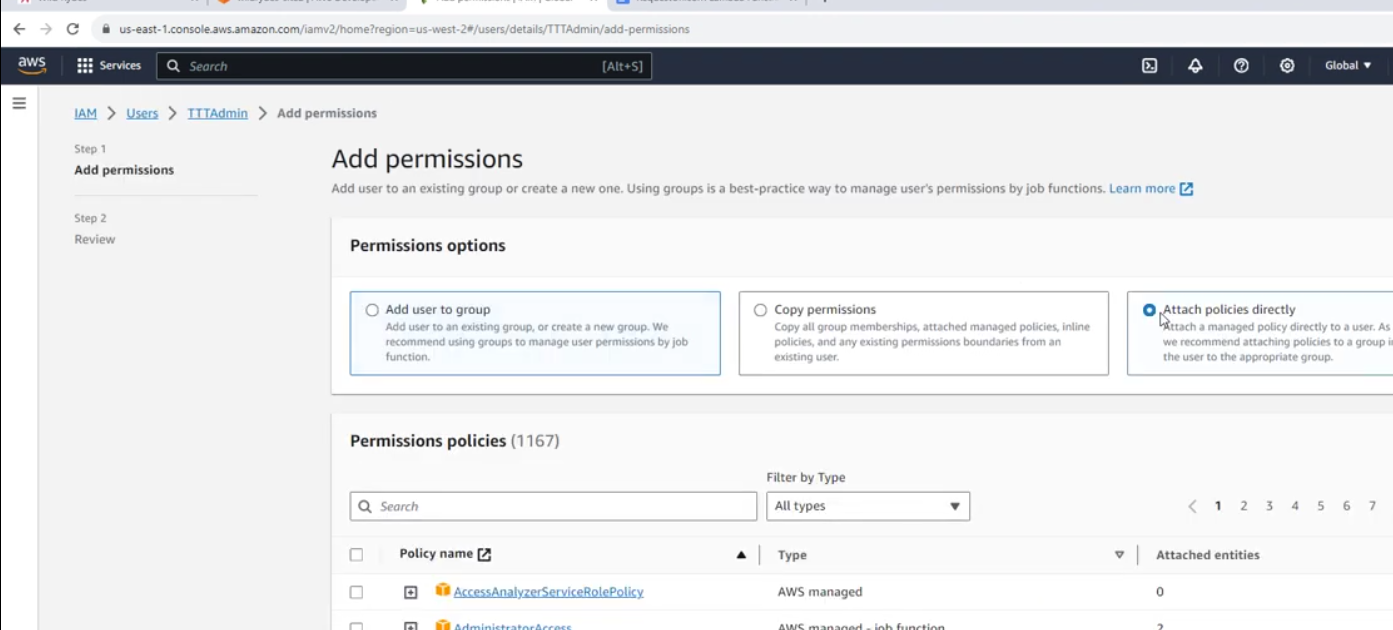 us-east-1.console.aws.amazon.com/iamv2/home?region=us-west-2#/users/details/TTTAdmin/add-permissions
aws Services Search [Alt+S] Global
IAM > Users > TTTAdmin > Add permissions
Step 1
Add permissions
Step 2
Review
Add permissions
Add user to an existing group or create a new one. Using groups is a best-practice way to manage user's permissions by job functions. Learn more
Permissions options
Add user to group
Add user to an existing group, or create a new group. We
recommend using groups to manage user permissions by job
function.
Copy permissions
Copy all group memberships, attached managed policies, inline
policies, and any existing permissions boundaries from an
existing user.
Attach policies directly
Attach a managed policy directly to a user. As
we recommend attaching policies to a group
the user to the appropriate group.
Permissions policies (1167)
Filter by Type
Search All types 1 2 3 4 5 6 7
Policy name Type Attached entities
AccessAnalyzerServiceRolePolicy AWS managed 0
AdministratorAccess AWS managed - job function 2